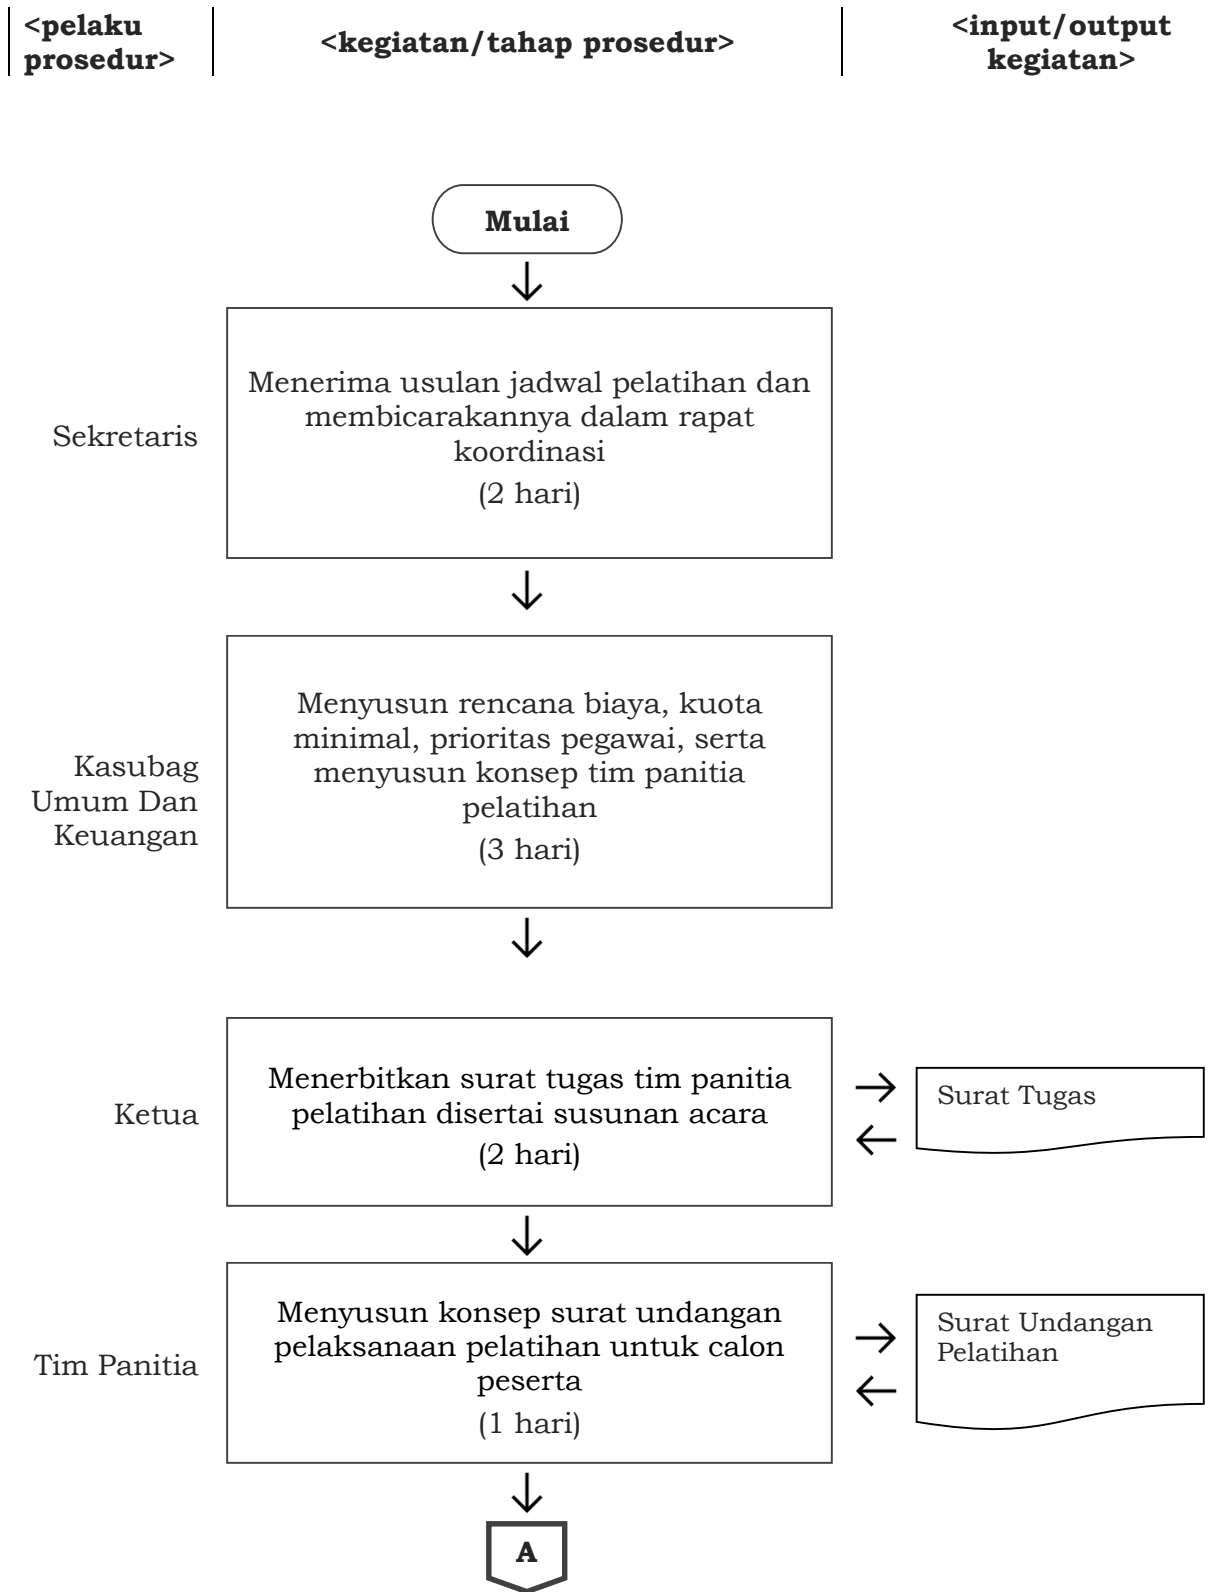 <pelaku
prosedur>
<kegiatan/tahap prosedur>
<input/output
kegiatan>
Mulai
Sekretaris
Menerima usulan jadwal pelatihan dan
membicarakannya dalam rapat
koordinasi
(2 hari)
Kasubag
Umum Dan
Keuangan
Menyusun rencana biaya, kuota
minimal, prioritas pegawai, serta
menyusun konsep tim panitia
pelatihan
(3 hari)
Ketua
Menerbitkan surat tugas tim panitia
pelatihan disertai susunan acara
(2 hari)
Surat Tugas
Tim Panitia
Menyusun konsep surat undangan
pelaksanaan pelatihan untuk calon
peserta
(1 hari)
Surat Undangan
Pelatihan
A